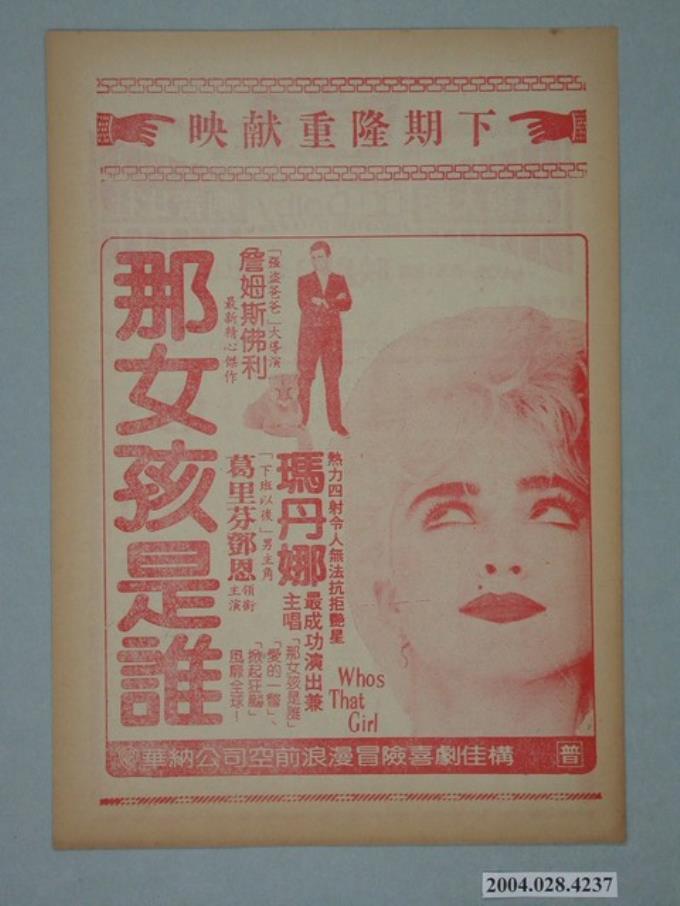 下期隆重献映
「強盜爸爸」大導演
詹姆斯佛利
最新精心傑作
那女孩是誰
熱力四射令人無法抗拒艷星
瑪丹娜
最成功演出兼
主唱
「那女孩是誰」
「愛的一瞥」、
「掀起狂腦」
風靡全球！
「下班以後」男主角
葛里芬鄧恩
領銜
主演
Whos
That
Girl
華納公司空前浪漫冒險喜劇佳構
普
2004.028.4237